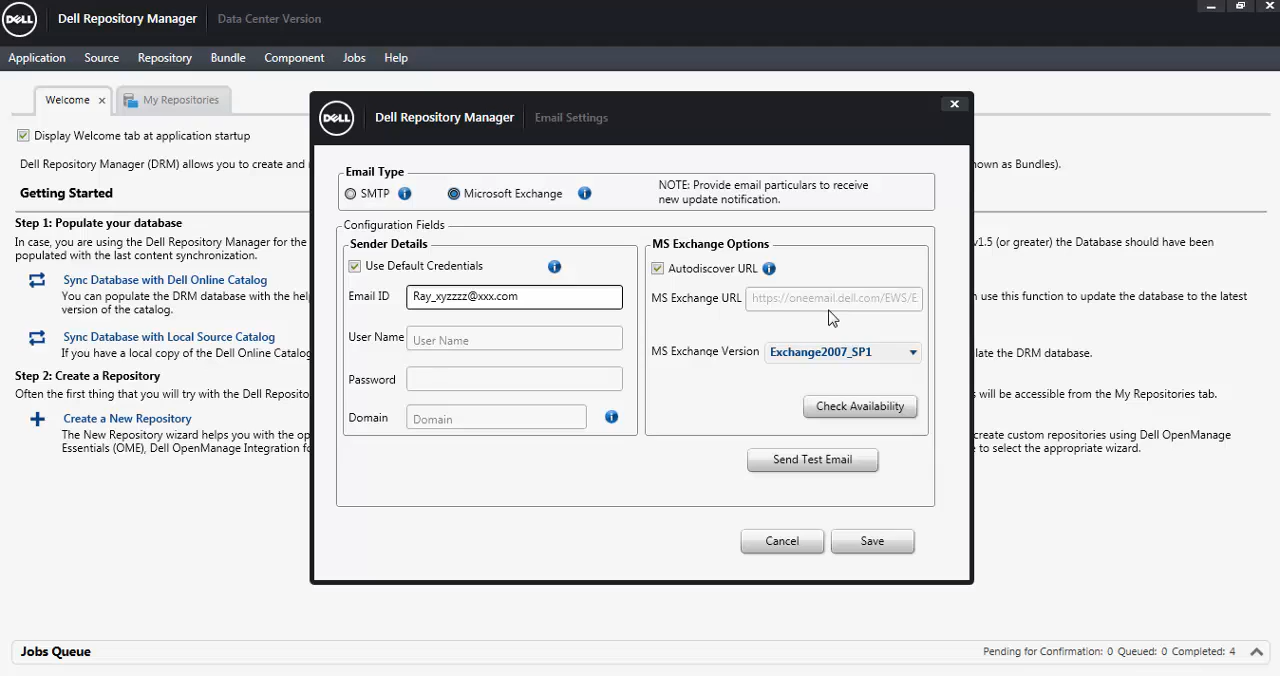 DELL Dell Repository Manager Data Center Version
Application Source Repository Bundle Component Jobs Help
Welcome x My Repositories
Display Welcome tab at application startup
Dell Repository Manager (DRM) allows you to create and
nown as Bundles).
Getting Started
Step 1: Populate your database
In case, you are using the Dell Repository Manager for the
v1.5 (or greater) the Database should have been
populated with the last content synchronization.
Sync Database with Dell Online Catalog
You can populate the DRM database with the help
n use this function to update the database to the latest
version of the catalog.
Sync Database with Local Source Catalog
If you have a local copy of the Dell Online Catalog
late the DRM database.
Step 2: Create a Repository
Often the first thing that you will try with the Dell Reposito
s will be accessible from the My Repositories tab.
Create a New Repository
The New Repository wizard helps you with the op
create custom repositories using Dell OpenManage
Essentials (OME), Dell OpenManage Integration fo
e to select the appropriate wizard.
DELL Dell Repository Manager Email Settings
Email Type
SMTP Microsoft Exchange
NOTE: Provide email particulars to receive
new update notification.
Configuration Fields
Sender Details
Use Default Credentials
Email ID Ray_xyzzzz@xxx.com
User Name User Name
Password
Domain Domain
MS Exchange Options
Autodiscover URL
MS Exchange URL https://oneemail.dell.com/EWS/E
MS Exchange Version Exchange2007_SP1
Check Availability
Send Test Email
Cancel Save
Jobs Queue
Pending for Confirmation: 0 Queued: 0 Completed: 4